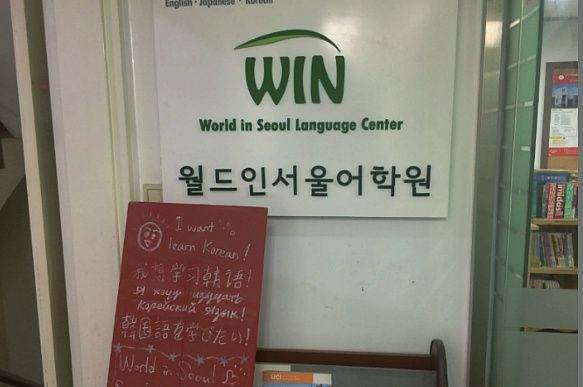 English · Japanese · Korean
WIN
World in Seoul Language Center
월드인서울어학원
I want
learn Korean!
我想学习韩语!
Я хочу изучать
Корейский язык!
韓国語を学びたい!
World in Seoul
UCI